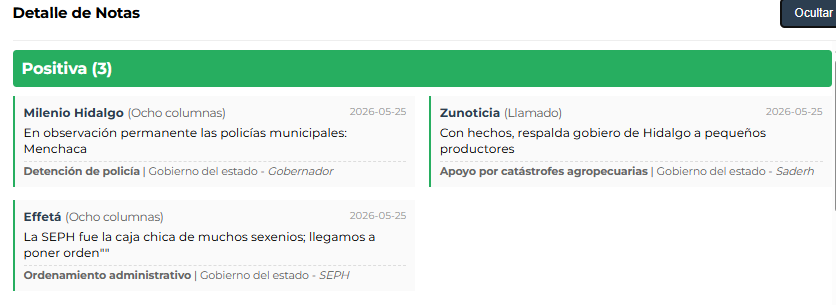 Detalle de Notas
Ocultar
Positiva (3)
Milenio Hidalgo (Ocho columnas) 2026-05-25
En observación permanente las policías municipales:
Menchaca
Detención de policía | Gobierno del estado - Gobernador
Zunoticia (Llamado) 2026-05-25
Con hechos, respalda gobiero de Hidalgo a pequeños
productores
Apoyo por catástrofes agropecuarias | Gobierno del estado - Saderh
Effetá (Ocho columnas) 2026-05-25
La SEPH fue la caja chica de muchos sexenios; llegamos a
poner orden""
Ordenamiento administrativo | Gobierno del estado - SEPH